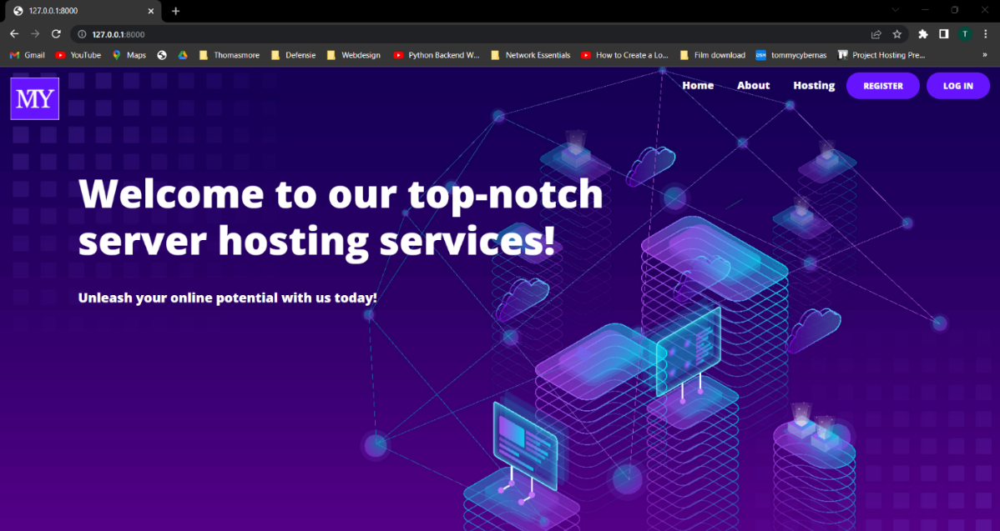 127.0.0.1:8000
127.0.0.1:8000
T
Gmail YouTube Maps Thomasmore Defensie Webdesign Python Backend W... Network Essentials How to Create a Lo... Film download DSM tommycybernas Project Hosting Pre... »
MTY Home About Hosting REGISTER LOG IN
Welcome to our top-notch
server hosting services!
Unleash your online potential with us today!